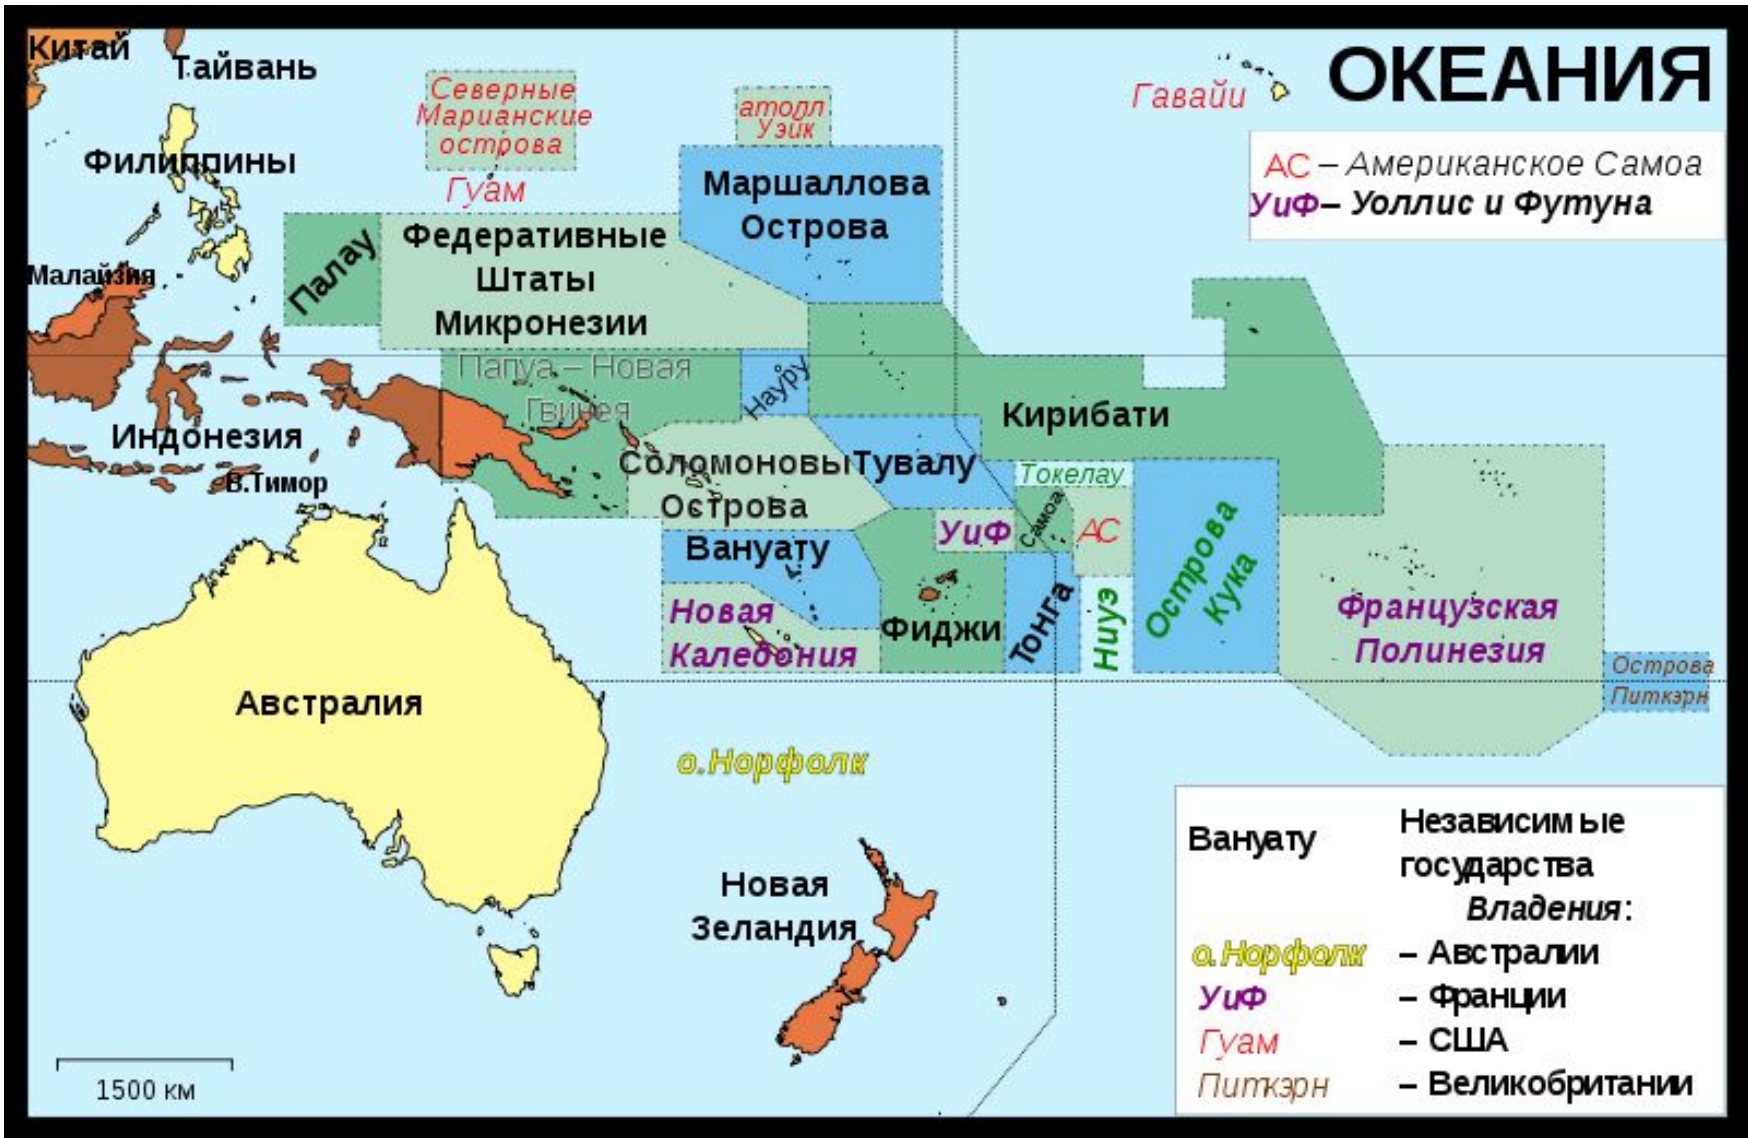 ОКЕАНИЯ
Китай
Тайвань
Северные
Марианские
острова
атолл
Уэйк
Гавайи
АС – Американское Самоа
УиФ– Уоллис и Футуна
Филиппины
Гуам
Маршаллова
Острова
Палау
Федеративные
Штаты
Микронезии
Малайзия
Папуа – Новая
Гвинея
Науру
Кирибати
Индонезия
В.Тимор
Соломоновы
Острова
Тувалу
Токелау
УиФ
Самоа
АС
Острова
Кука
Вануату
Новая
Каледония
Фиджи
Тонга
Ниуэ
Французская
Полинезия
Острова
Питкэрн
Австралия
о.Норфолк
Новая
Зеландия
Вануату
Независимые
государства
Владения:
о.Норфолк – Австралии
УиФ – Франции
Гуам – США
Питкэрн – Великобритании
1500 км